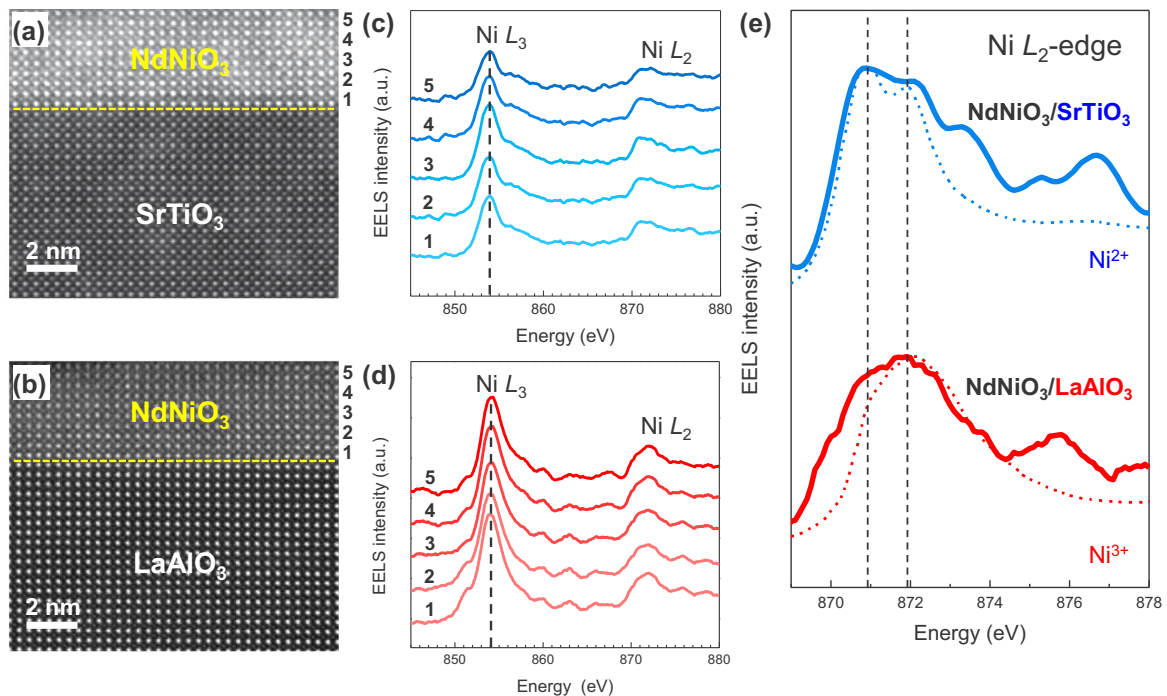 (a)
NdNiO3
5
4
3
2
1
SrTiO3
2 nm
(b)
NdNiO3
5
4
3
2
1
LaAlO3
2 nm
(c)
Ni L3
Ni L2
5
4
3
2
1
EELS intensity (a.u.)
850 860 870 880
Energy (eV)
(d)
Ni L3
Ni L2
5
4
3
2
1
EELS intensity (a.u.)
850 860 870 880
Energy (eV)
(e)
Ni L2-edge
NdNiO3/SrTiO3
Ni2+
NdNiO3/LaAlO3
Ni3+
EELS intensity (a.u.)
870 872 874 876 878
Energy (eV)